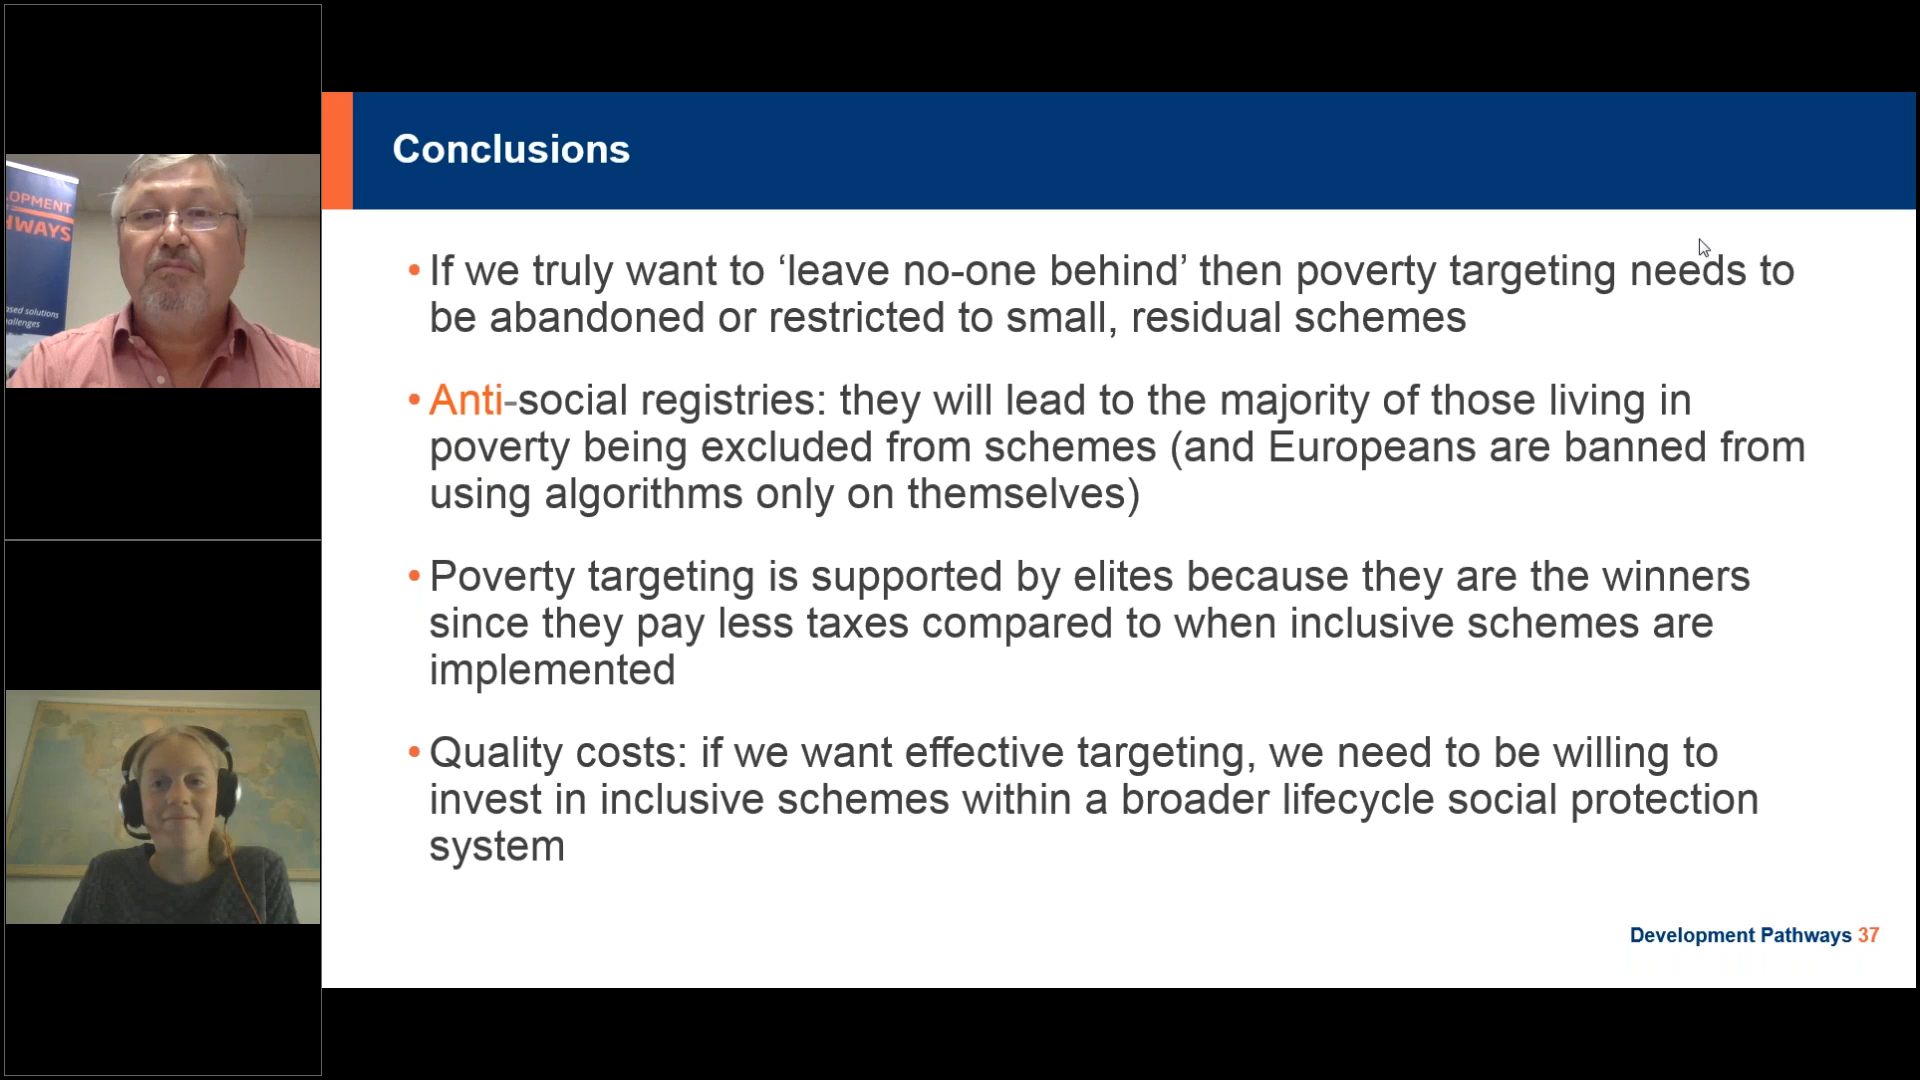 OPMENT
HWAYS
ased solutions
allenges
Conclusions
•If we truly want to ‘leave no-one behind’ then poverty targeting needs to
be abandoned or restricted to small, residual schemes
•Anti-social registries: they will lead to the majority of those living in
poverty being excluded from schemes (and Europeans are banned from
using algorithms only on themselves)
•Poverty targeting is supported by elites because they are the winners
since they pay less taxes compared to when inclusive schemes are
implemented
•Quality costs: if we want effective targeting, we need to be willing to
invest in inclusive schemes within a broader lifecycle social protection
system
Development Pathways 37